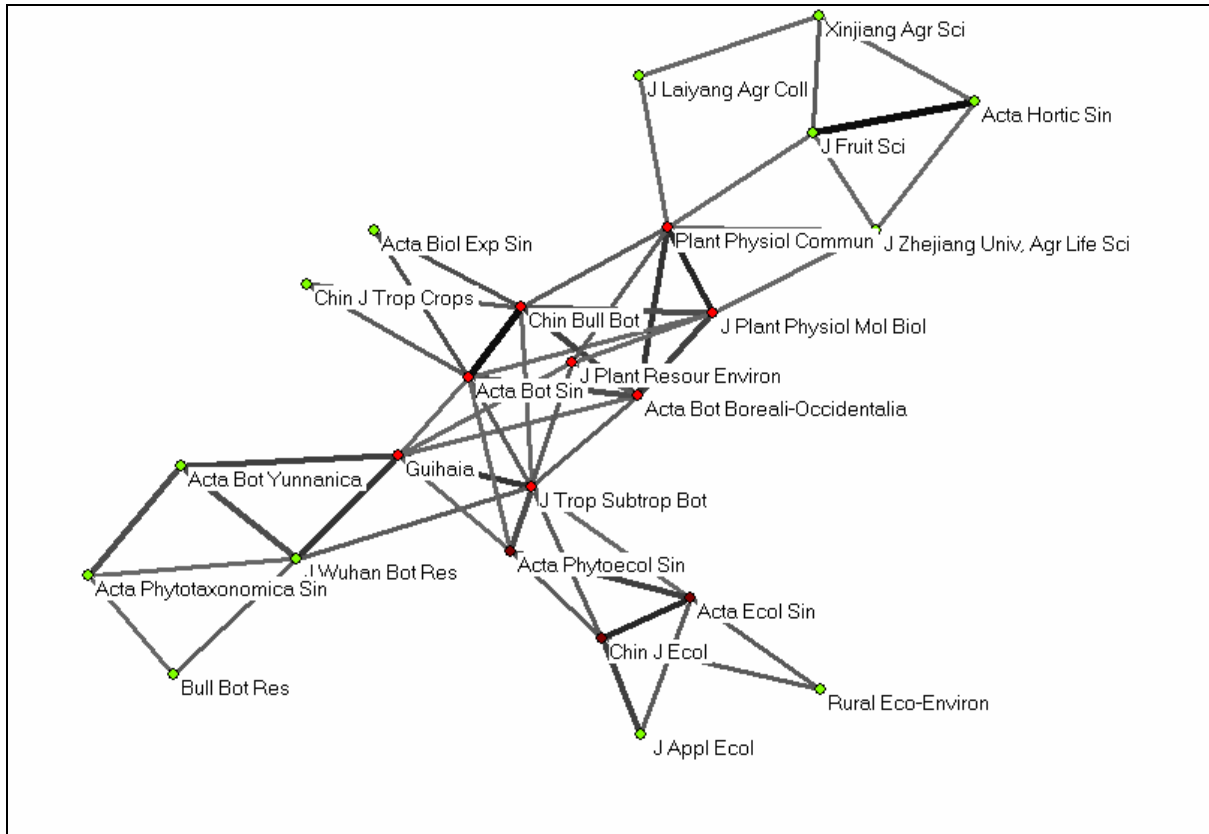 Xinjiang Agr Sci
J Laiyang Agr Coll
Acta Hortic Sin
J Fruit Sci
Acta Biol Exp Sin
Plant Physiol Commun
J Zhejiang Univ, Agr Life Sci
Chin J Trop Crops
Chin Bull Bot
J Plant Physiol Mol Biol
J Plant Resour Environ
Acta Bot Sin
Acta Bot Boreali-Occidentalia
Guihaia
Acta Bot Yunnanica
J Trop Subtrop Bot
Acta Phytoecol Sin
J Wuhan Bot Res
Acta Phytotaxonomica Sin
Acta Ecol Sin
Chin J Ecol
Bull Bot Res
Rural Eco-Environ
J Appl Ecol